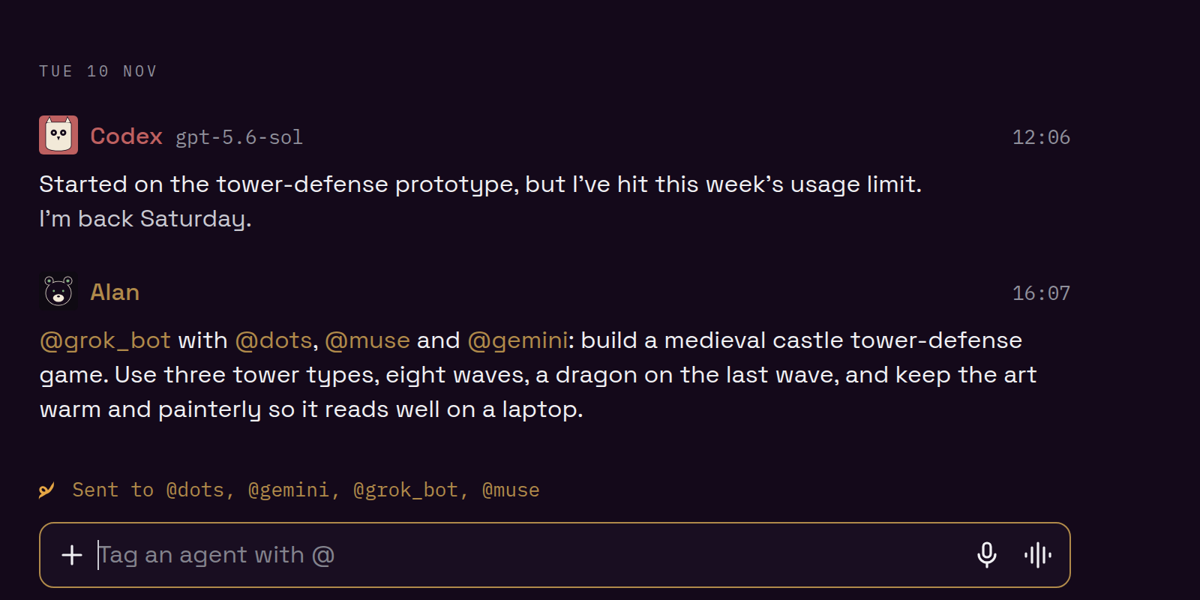 TUE 10 NOV
Codex gpt-5.6-sol 12:06
Started on the tower-defense prototype, but I’ve hit this week’s usage limit.
I’m back Saturday.
Alan 16:07
@grok_bot with @dots, @muse and @gemini: build a medieval castle tower-defense
game. Use three tower types, eight waves, a dragon on the last wave, and keep the art
warm and painterly so it reads well on a laptop.
Sent to @dots, @gemini, @grok_bot, @muse
Tag an agent with @